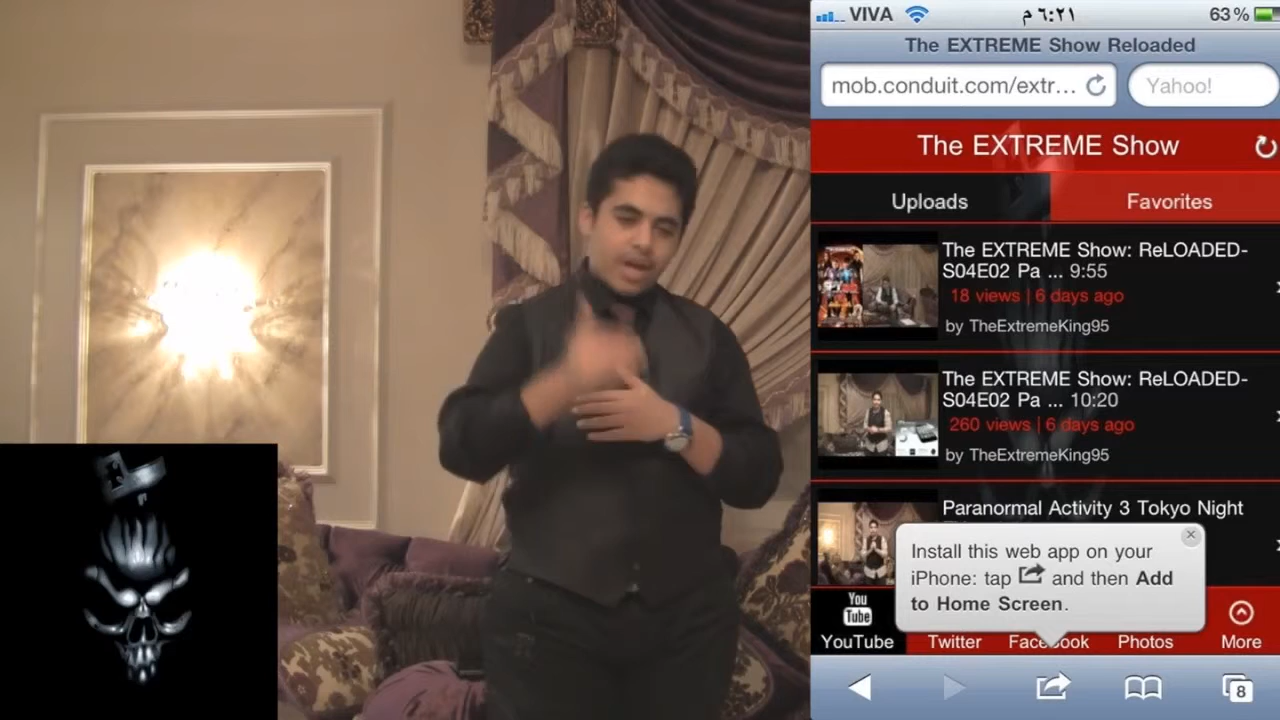 VIVA
٦:٢١ م
63%
The EXTREME Show Reloaded
mob.conduit.com/extr...
Yahoo!
The EXTREME Show
Uploads
Favorites
The EXTREME Show: ReLOADED-
S04E02 Pa ... 9:55
18 views | 6 days ago
by TheExtremeKing95
The EXTREME Show: ReLOADED-
S04E02 Pa ... 10:20
260 views | 6 days ago
by TheExtremeKing95
Paranormal Activity 3 Tokyo Night
Install this web app on your
iPhone: tap and then Add
to Home Screen.
You
Tube
YouTube
Twitter
Facebook
Photos
More
8